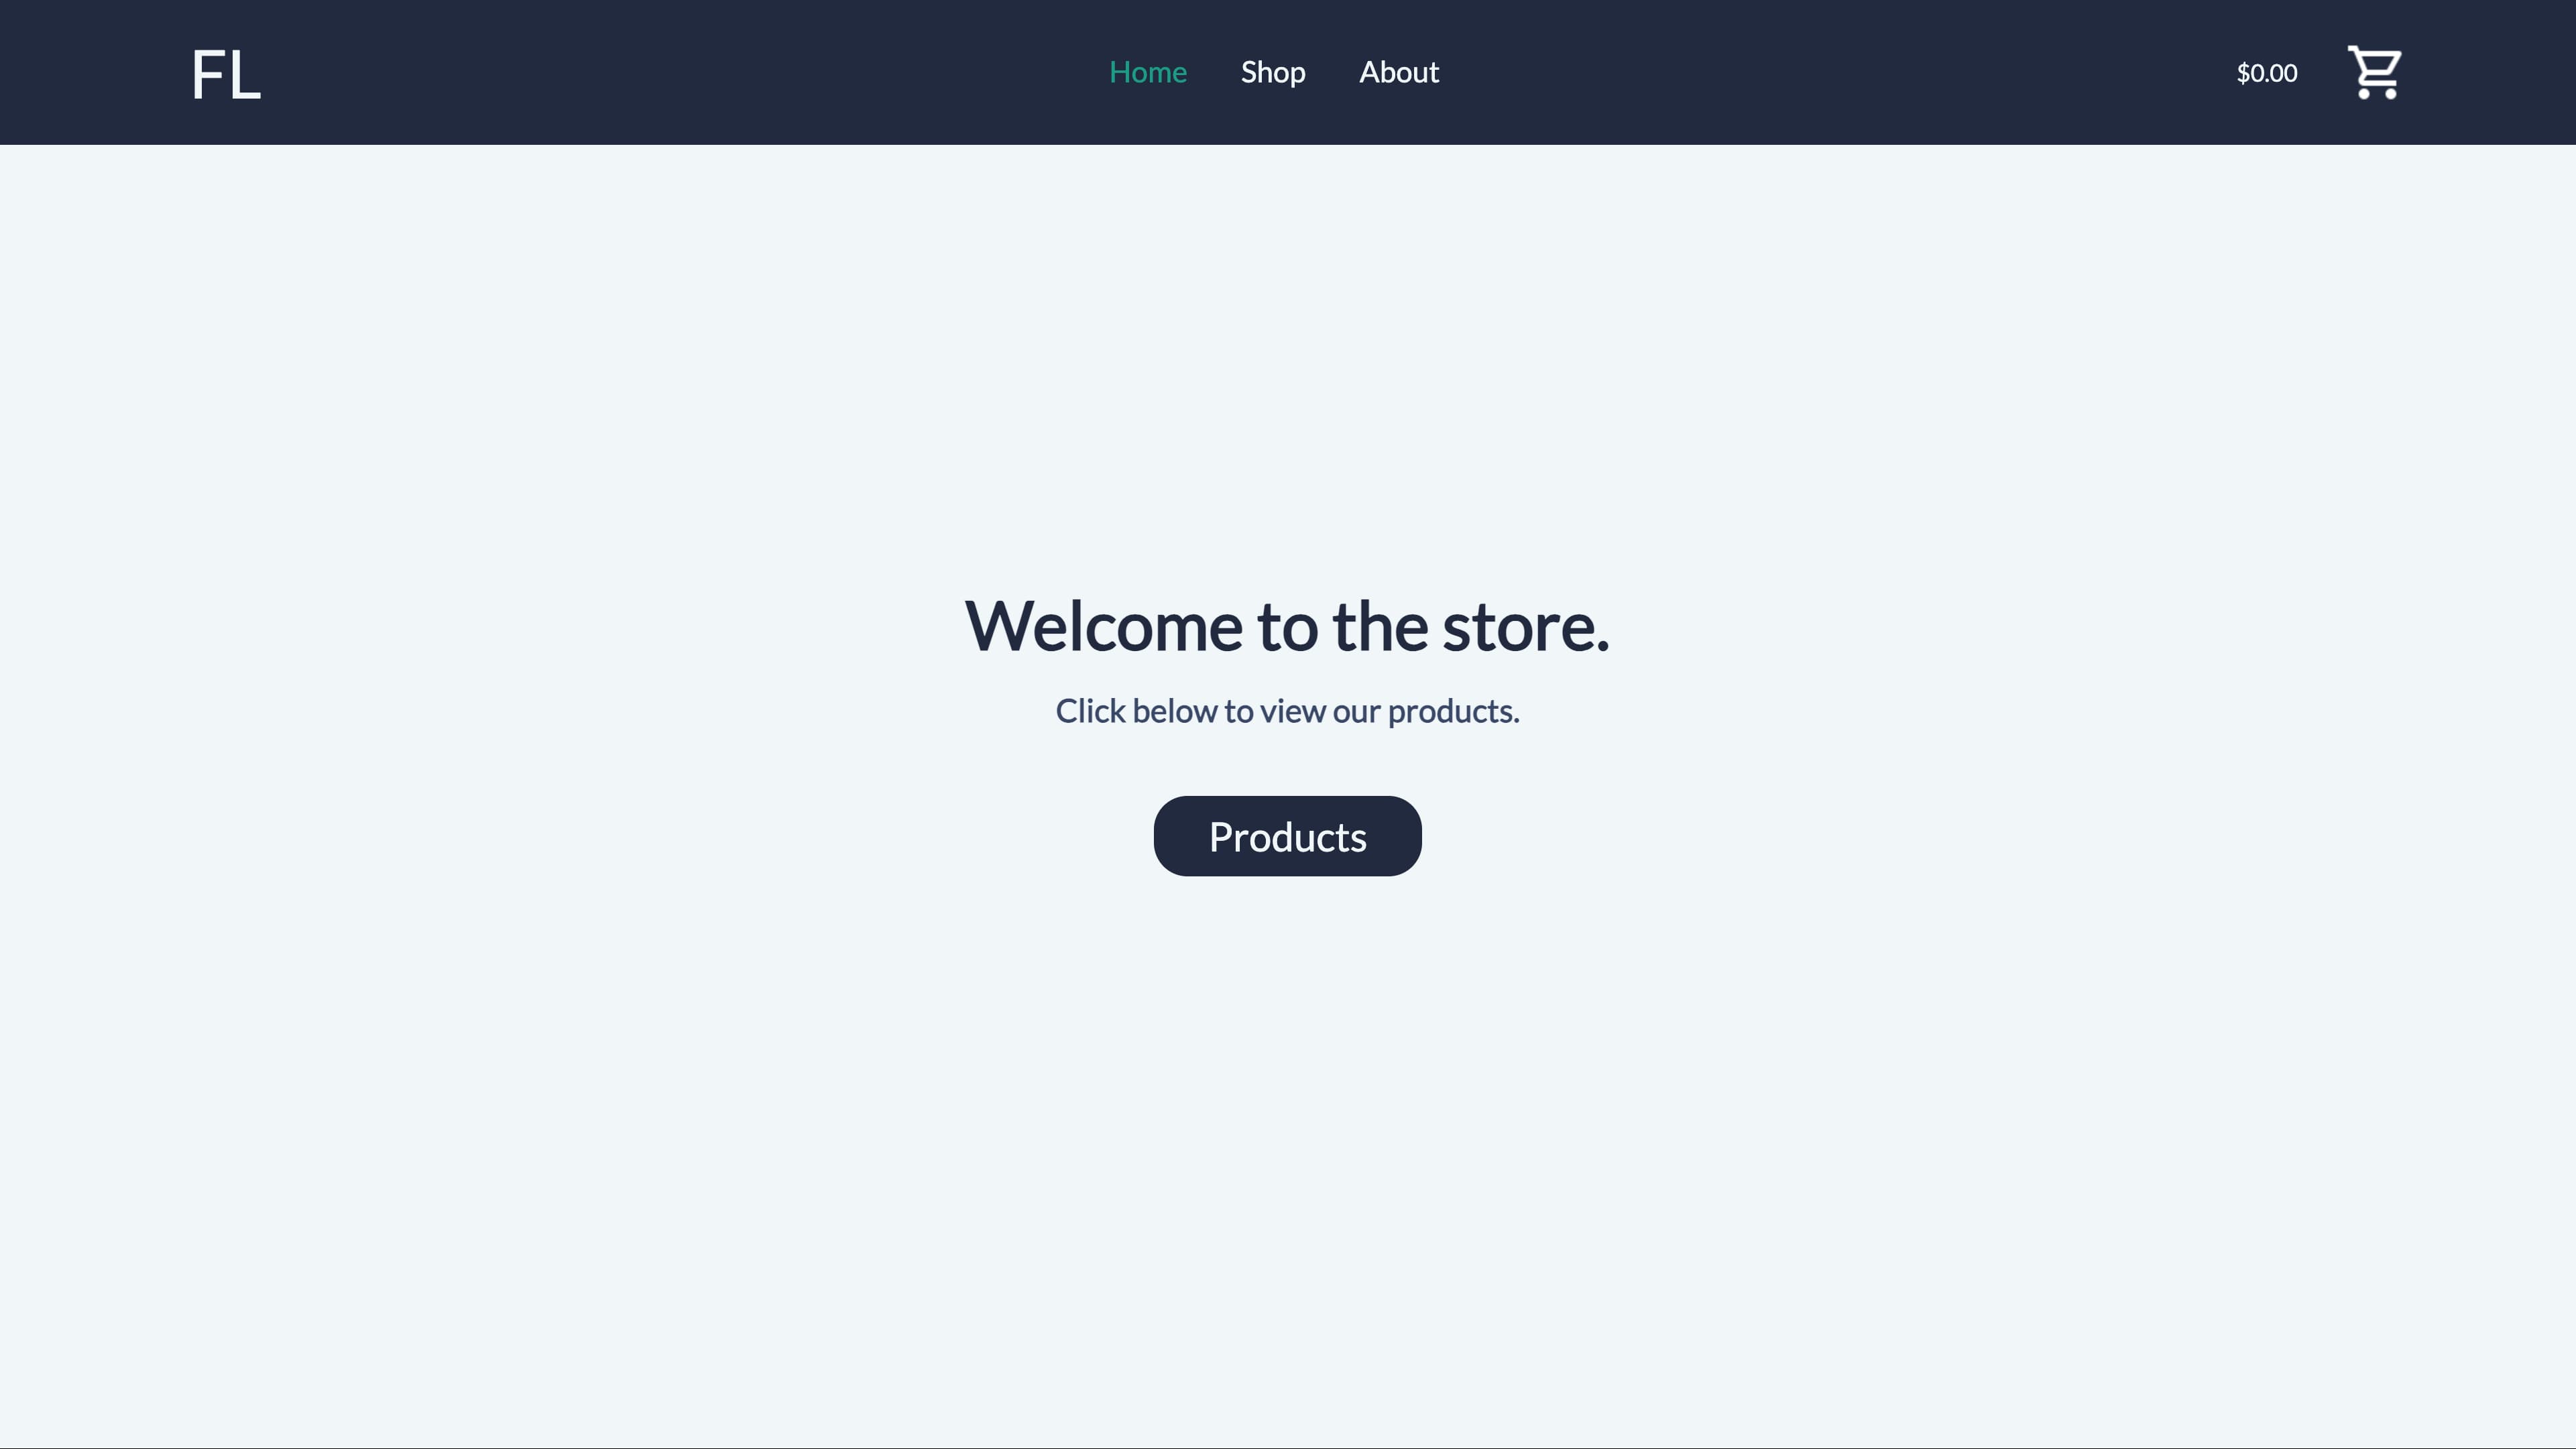 FL
Home Shop About
$0.00
Welcome to the store.
Click below to view our products.
Products